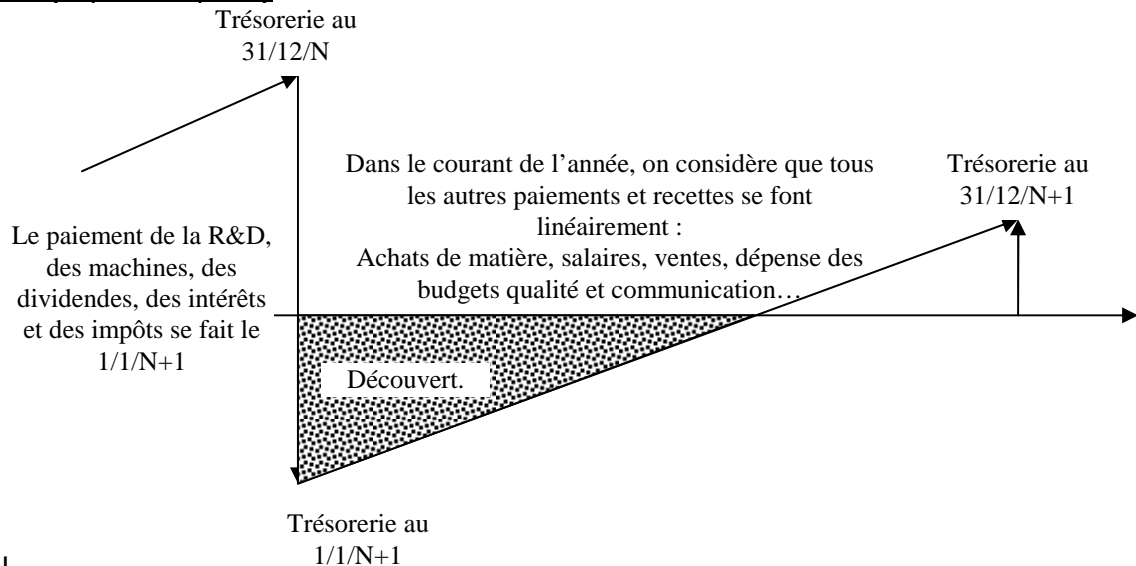 Trésorerie au
31/12/N
Dans le courant de l’année, on considère que tous
les autres paiements et recettes se font
linéairement :
Achats de matière, salaires, ventes, dépense des
budgets qualité et communication…
Trésorerie au
31/12/N+1
Le paiement de la R&D,
des machines, des
dividendes, des intérêts
et des impôts se fait le
1/1/N+1
Découvert.
Trésorerie au
1/1/N+1